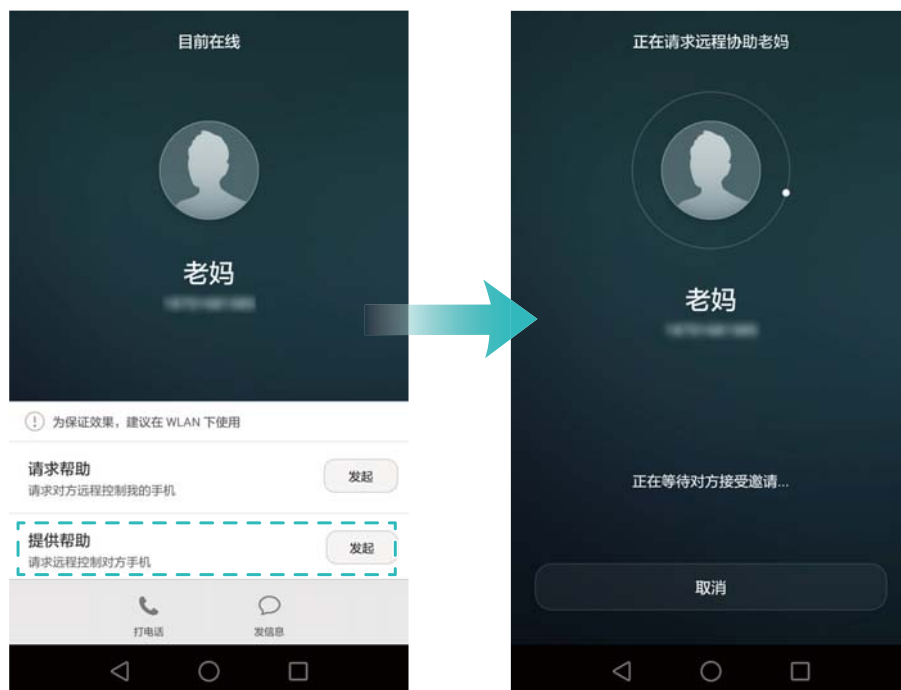 目前在线
老妈
为保证效果，建议在 WLAN 下使用
请求帮助
请求对方远程控制我的手机
发起
提供帮助
请求远程控制对方手机
发起
打电话
发信息
正在请求远程协助老妈
老妈
正在等待对方接受邀请...
取消